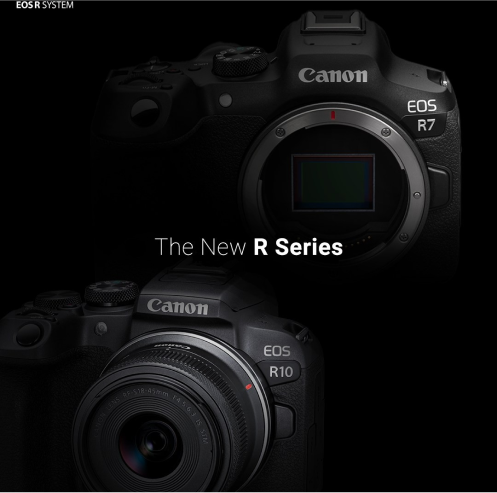 EOS R SYSTEM
Canon
EOS
R7
The New R Series
Canon
EOS
R10